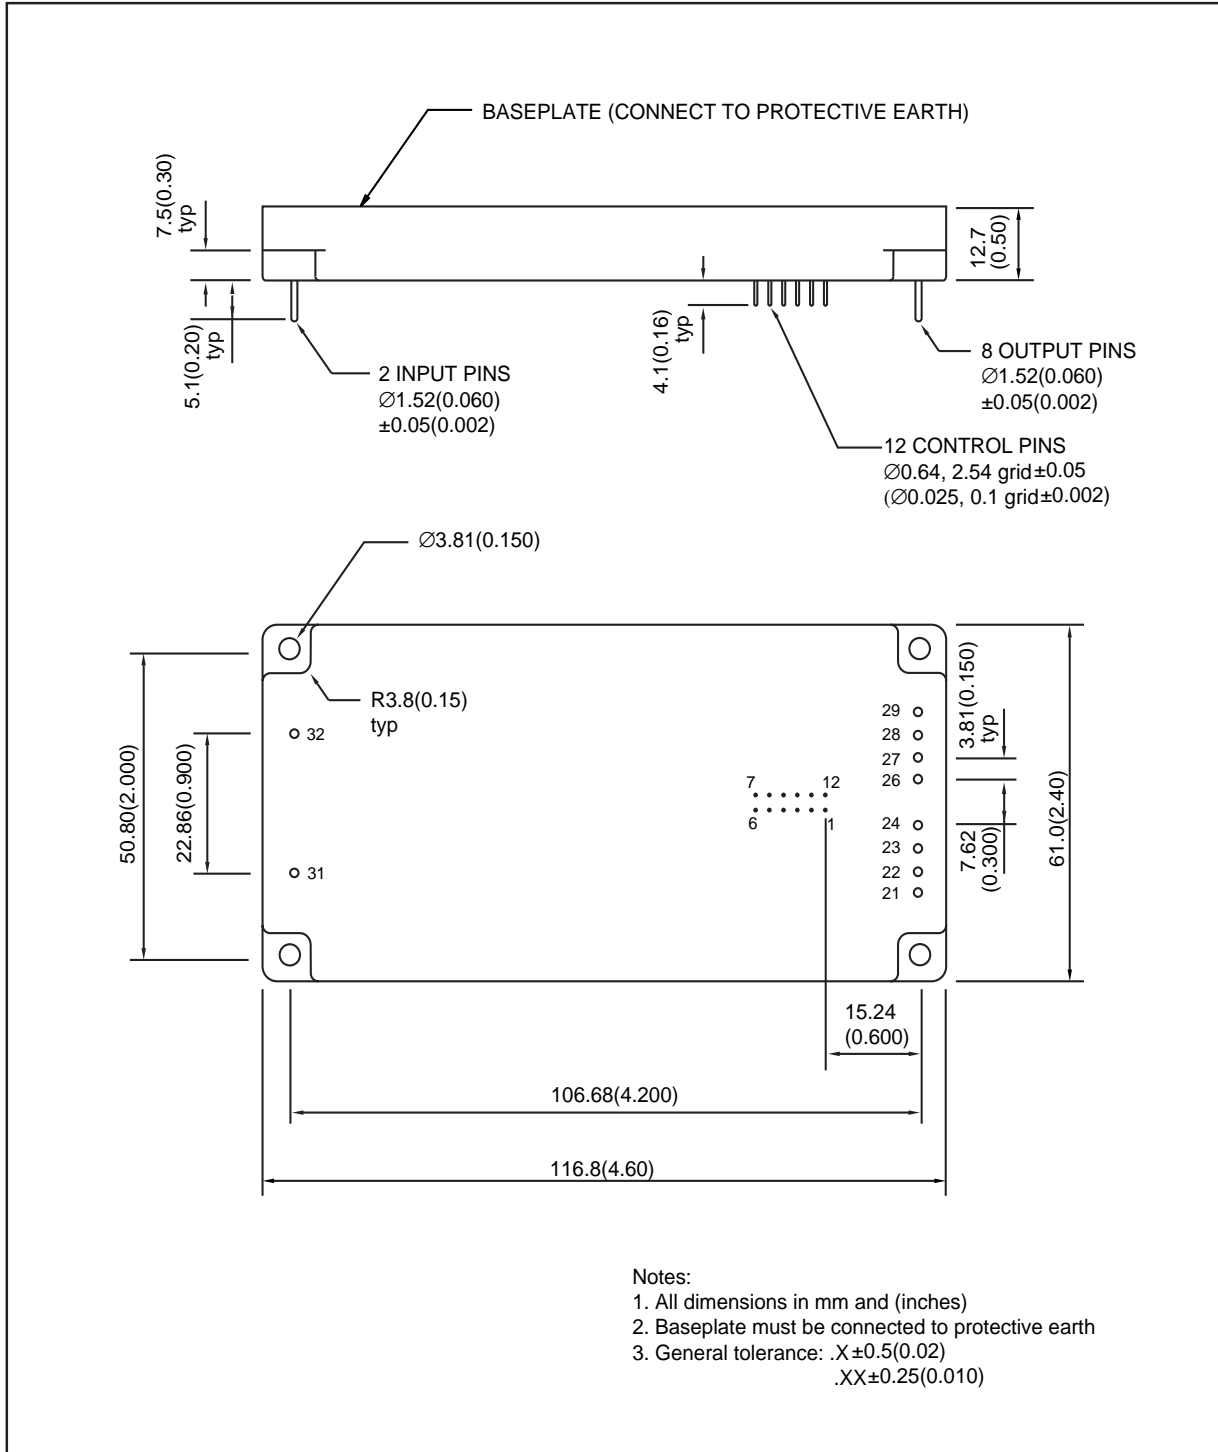 BASEPLATE (CONNECT TO PROTECTIVE EARTH)
7.5(0.30)
typ
12.7
(0.50)
5.1(0.20)
typ
4.1(0.16)
typ
2 INPUT PINS
∅1.52(0.060)
±0.05(0.002)
8 OUTPUT PINS
∅1.52(0.060)
±0.05(0.002)
12 CONTROL PINS
∅0.64, 2.54 grid±0.05
(∅0.025, 0.1 grid±0.002)
∅3.81(0.150)
R3.8(0.15)
typ
50.80(2.000)
22.86(0.900)
32
31
7
12
6
1
29
28
27
26
24
23
22
21
3.81(0.150)
typ
7.62
(0.300)
61.0(2.40)
15.24
(0.600)
106.68(4.200)
116.8(4.60)
Notes:
1. All dimensions in mm and (inches)
2. Baseplate must be connected to protective earth
3. General tolerance: .X±0.5(0.02)
.XX±0.25(0.010)